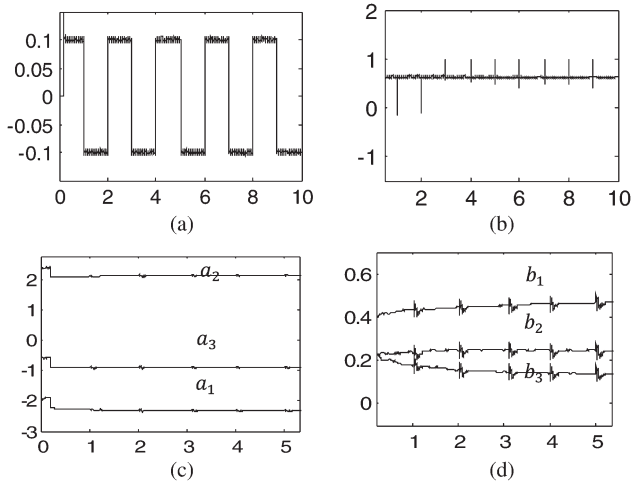 0.1
0.05
0
-0.05
-0.1
0 2 4 6 8 10
(a)
2
1
0
-1
2 4 6 8 10
(b)
2
1
0
-1
-2
-3
0 1 2 3 4 5
a₂
a₃
a₁
(c)
0.6
0.4
0.2
0
1 2 3 4 5
b₁
b₂
b₃
(d)